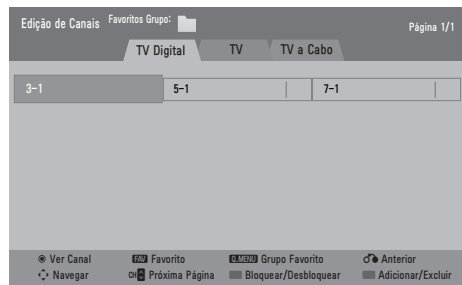 Edição de Canais Favoritos Grupo: Página 1/1
TV Digital TV TV a Cabo
3-1 5-1 7-1
Ver Canal FAV Favorito Q.MENU Grupo Favorito Anterior
Navegar CH Próxima Página Bloquear/Desbloquear Adicionar/Excluir